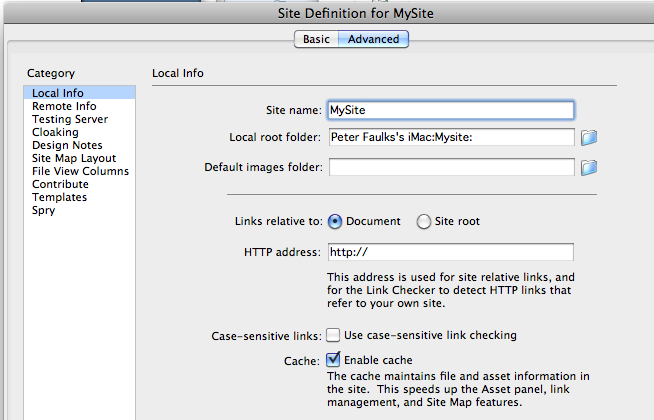 Site Definition for MySite
Basic Advanced
Category
Local Info
Remote Info
Testing Server
Cloaking
Design Notes
Site Map Layout
File View Columns
Contribute
Templates
Spry
Local Info
Site name: MySite
Local root folder: Peter Faulks's iMac:Mysite:
Default images folder:
Links relative to: Document Site root
HTTP address: http://
This address is used for site relative links, and
for the Link Checker to detect HTTP links that
refer to your own site.
Case-sensitive links: Use case-sensitive link checking
Cache: Enable cache
The cache maintains file and asset information in
the site. This speeds up the Asset panel, link
management, and Site Map features.